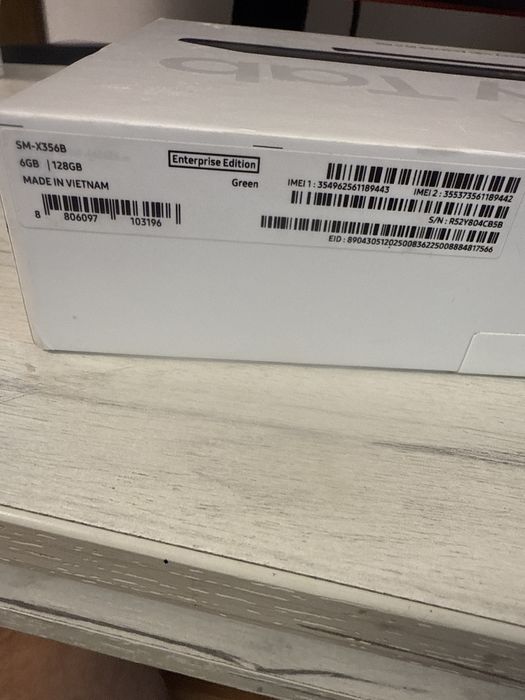 Tab
SM-X356B
6GB | 128GB
MADE IN VIETNAM
Enterprise Edition
Green
8 806097 103196
IMEI 1 : 354962561189443
IMEI 2 : 355373561189442
S/N : R52Y804CB5B
EID : 89043051202500836225008884817566